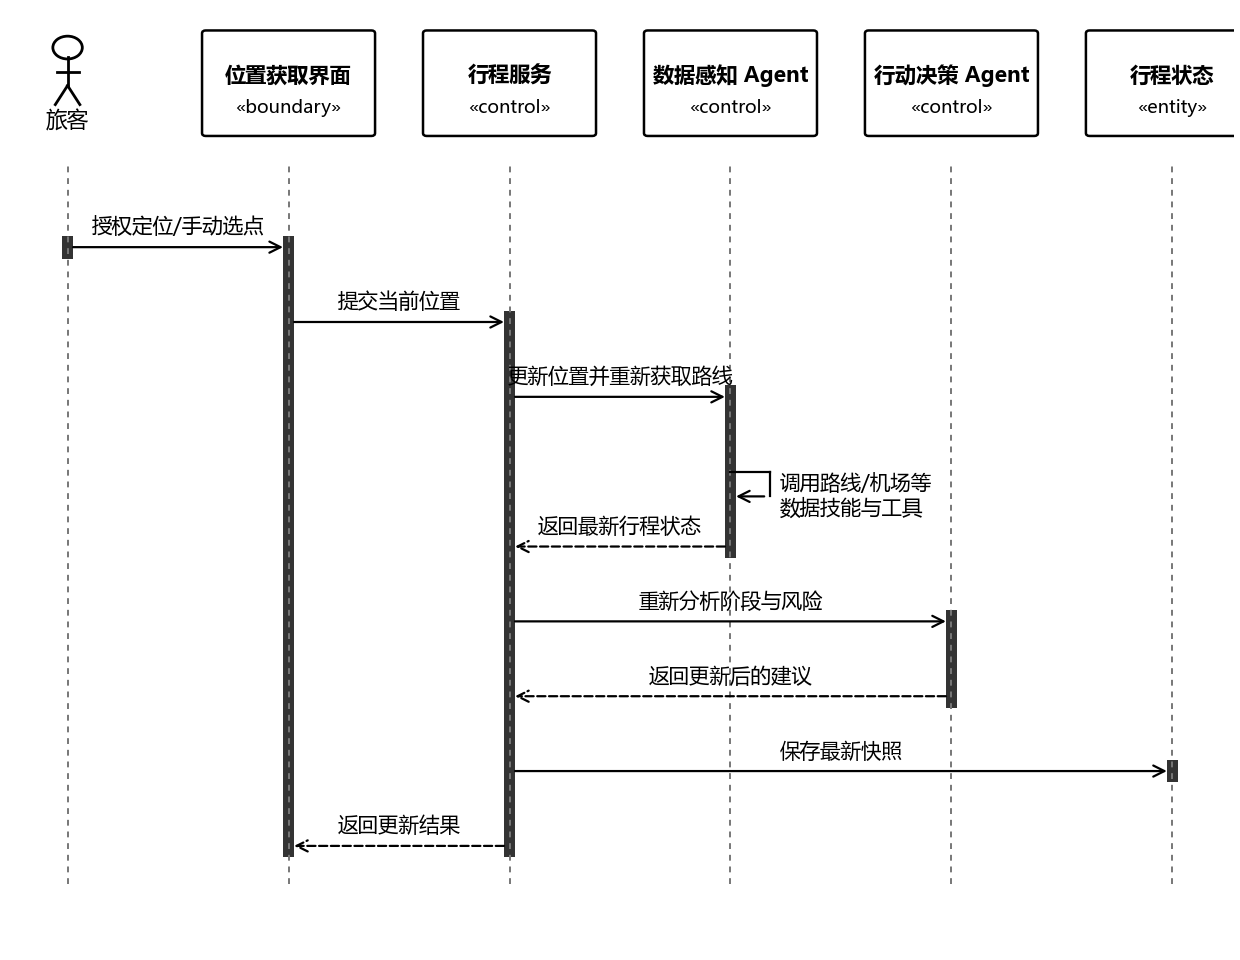 旅客
位置获取界面
«boundary»
行程服务
«control»
数据感知 Agent
«control»
行动决策 Agent
«control»
行程状态
«entity»
授权定位/手动选点
提交当前位置
更新位置并重新获取路线
调用路线/机场等
数据技能与工具
返回最新行程状态
重新分析阶段与风险
返回更新后的建议
保存最新快照
返回更新结果